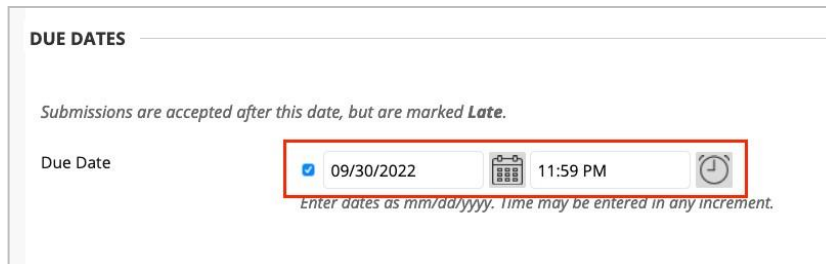 DUE DATES
Submissions are accepted after this date, but are marked Late.
Due Date 09/30/2022 11:59 PM
Enter dates as mm/dd/yyyy. Time may be entered in any increment.